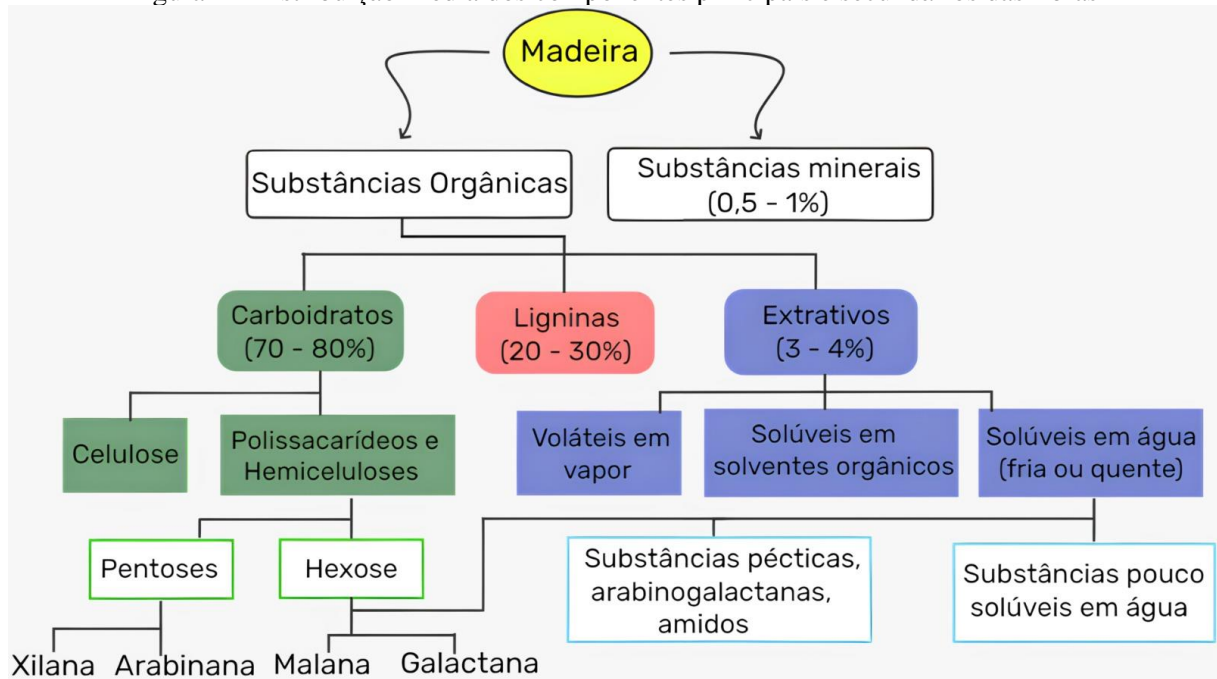 Madeira
Substâncias Orgânicas
Substâncias minerais
(0,5 - 1%)
Carboidratos
(70 - 80%)
Ligninas
(20 - 30%)
Extrativos
(3 - 4%)
Celulose
Polissacarídeos e
Hemiceluloses
Voláteis em
vapor
Solúveis em
solventes orgânicos
Solúveis em água
(fria ou quente)
Pentoses
Hexose
Substâncias pécticas,
arabinogalactanas,
amidos
Substâncias pouco
solúveis em água
Xilana
Arabinana
Malana
Galactana